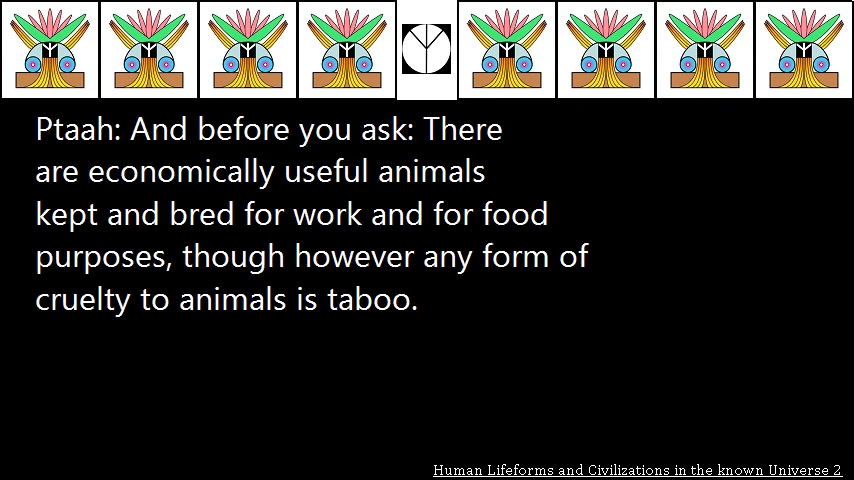 Ptaah: And before you ask: There
are economically useful animals
kept and bred for work and for food
purposes, though however any form of
cruelty to animals is taboo.
Human Lifeforms and Civilizations in the known Universe 2